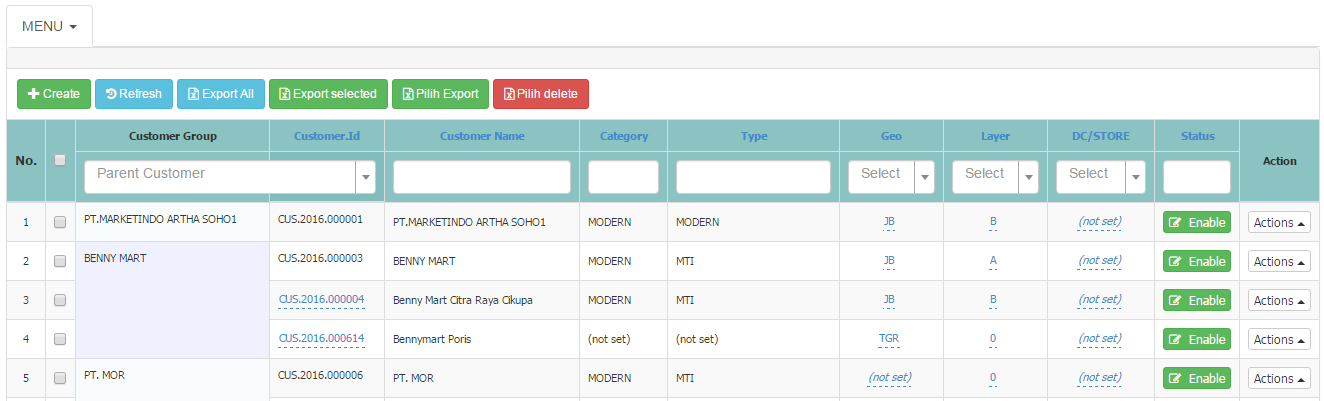 MENU
Create Refresh Export All Export selected Pilih Export Pilih delete
No. Customer Group Customer.Id Customer Name Category Type Geo Layer DC/STORE Status Action
Parent Customer Select Select Select
1 PT.MARKETINDO ARTHA SOHO1 CUS.2016.000001 PT.MARKETINDO ARTHA SOHO1 MODERN MODERN JB B (not set) Enable Actions
2 BENNY MART CUS.2016.000003 BENNY MART MODERN MTI JB A (not set) Enable Actions
3 CUS.2016.000004 Benny Mart Citra Raya Cikupa MODERN MTI JB B (not set) Enable Actions
4 CUS.2016.000614 Bennymart Poris (not set) (not set) TGR 0 (not set) Enable Actions
5 PT. MOR CUS.2016.000006 PT. MOR MODERN MTI (not set) 0 (not set) Enable Actions